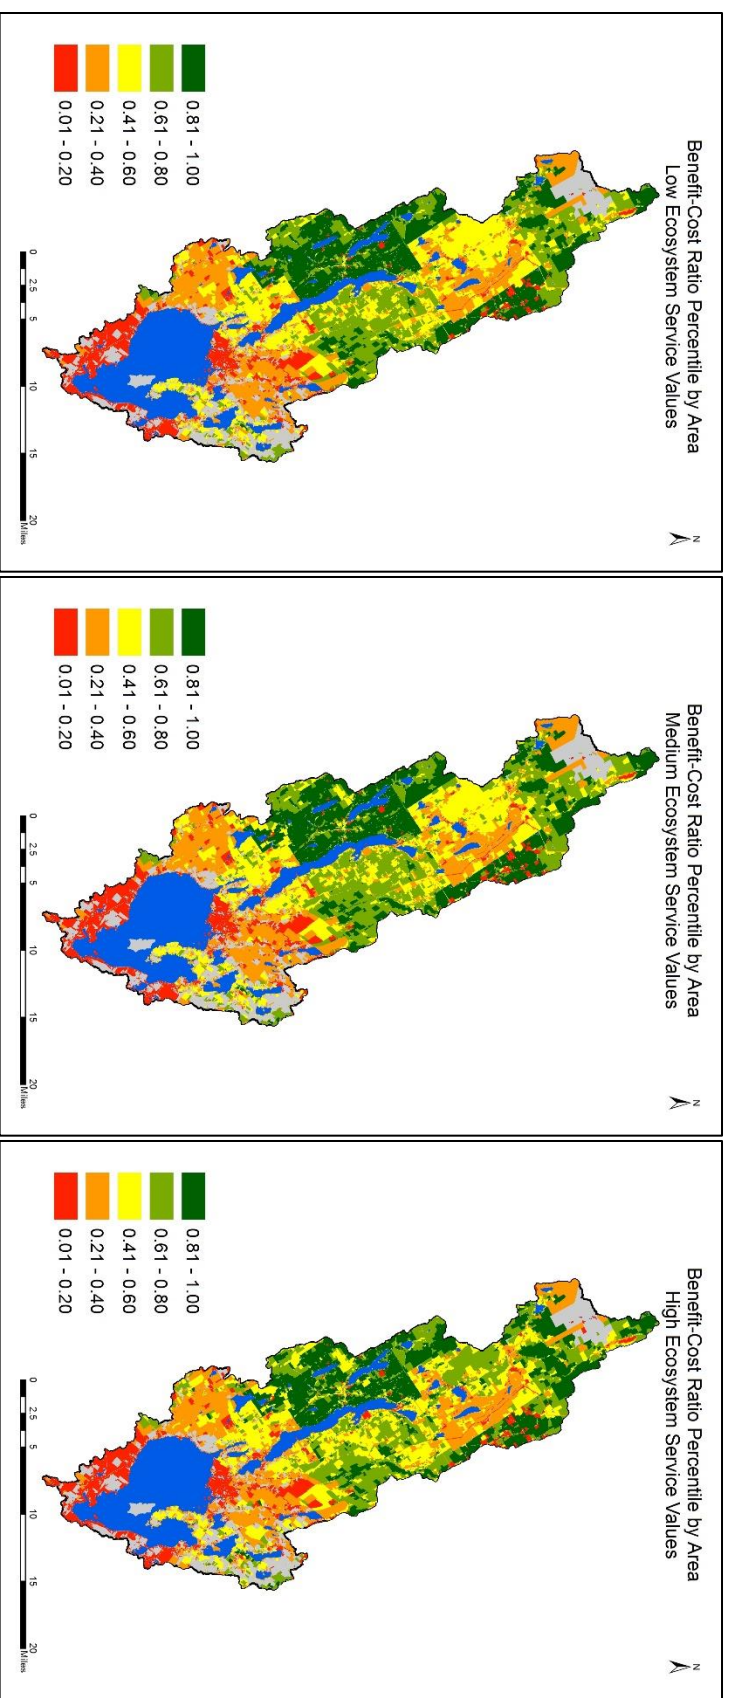 Benefit-Cost Ratio Percentile by Area
Low Ecosystem Service Values
N
0.81 - 1.00
0.61 - 0.80
0.41 - 0.60
0.21 - 0.40
0.01 - 0.20
0 2.5 5 10 15 20
Miles
Benefit-Cost Ratio Percentile by Area
Medium Ecosystem Service Values
N
0.81 - 1.00
0.61 - 0.80
0.41 - 0.60
0.21 - 0.40
0.01 - 0.20
0 2.5 5 10 15 20
Miles
Benefit-Cost Ratio Percentile by Area
High Ecosystem Service Values
N
0.81 - 1.00
0.61 - 0.80
0.41 - 0.60
0.21 - 0.40
0.01 - 0.20
0 2.5 5 10 15 20
Miles